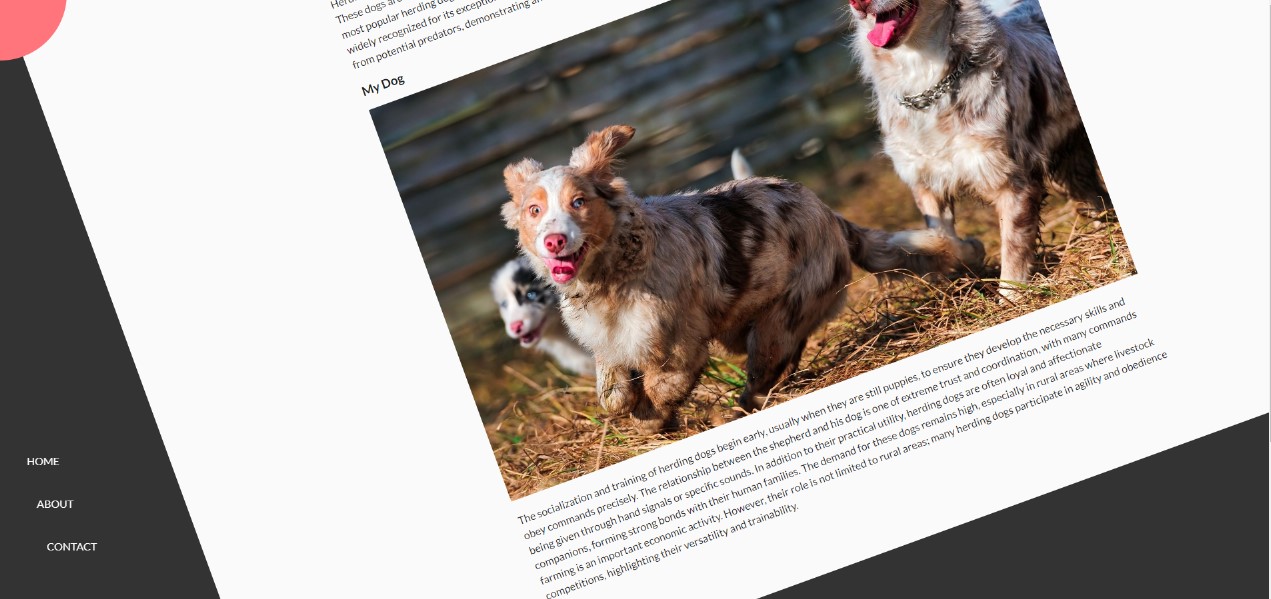 These dogs are
most popular herding dog
widely recognized for its exception
from potential predators, demonstrating an
My Dog
The socialization and training of herding dogs begin early, usually when they are still puppies, to ensure they develop the necessary skills and
obey commands precisely. The relationship between the shepherd and his dog is one of extreme trust and coordination, with many commands
being given through hand signals or specific sounds. In addition to their practical utility, herding dogs are often loyal and affectionate
companions, forming strong bonds with their human families. The demand for these dogs remains high, especially in rural areas where livestock
farming is an important economic activity. However, their role is not limited to rural areas; many herding dogs participate in agility and obedience
competitions, highlighting their versatility and trainability.
HOME
ABOUT
CONTACT